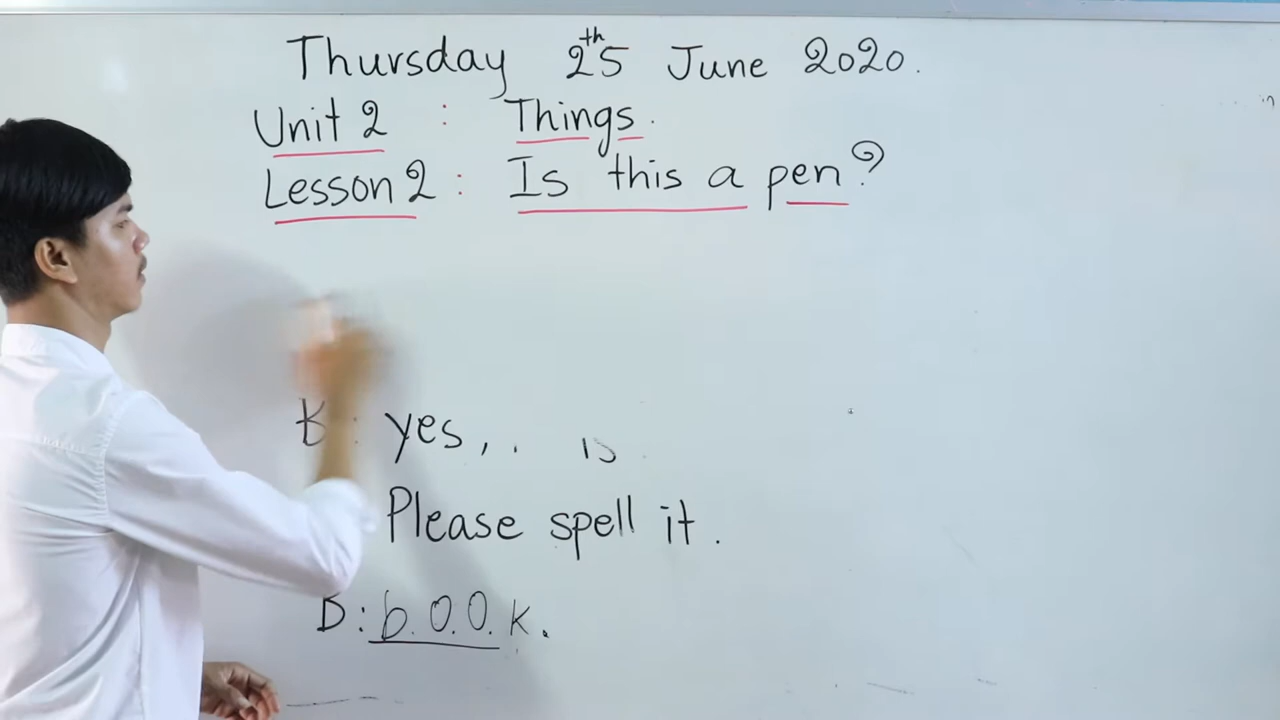 Thursday 25th June 2020.
Unit 2 : Things.
Lesson 2 : Is this a pen?
yes, . is
Please spell it.
B : b.o.o.k.